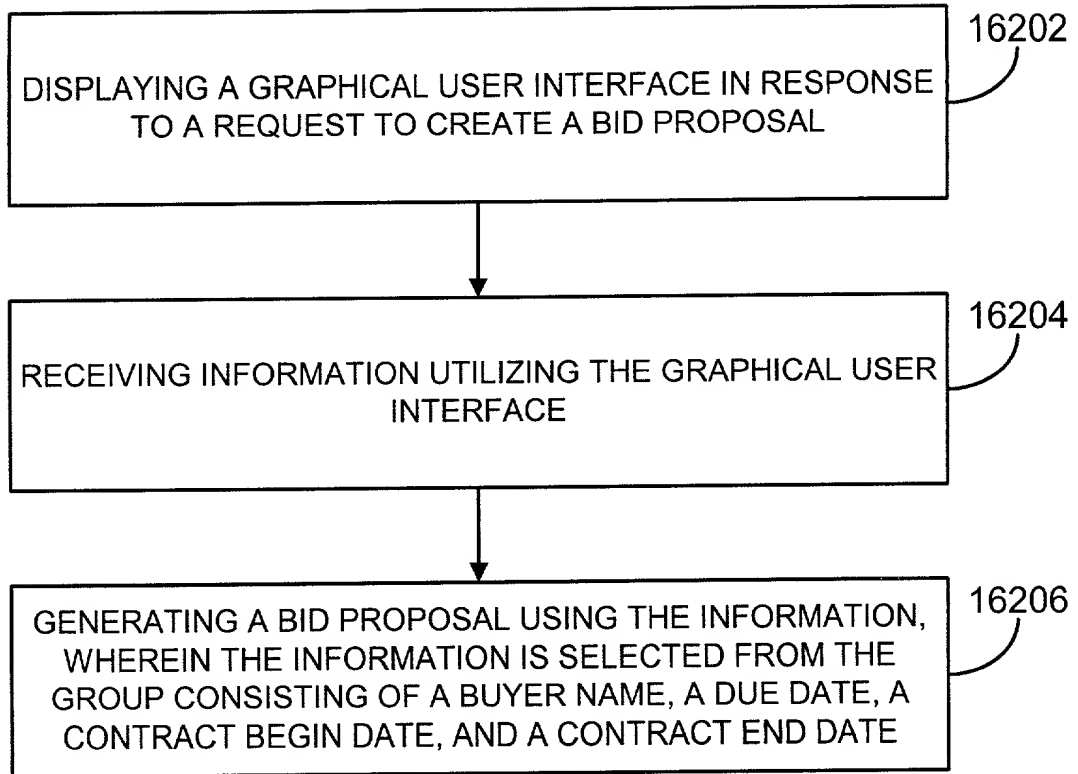 16202
DISPLAYING A GRAPHICAL USER INTERFACE IN RESPONSE
TO A REQUEST TO CREATE A BID PROPOSAL
16204
RECEIVING INFORMATION UTILIZING THE GRAPHICAL USER
INTERFACE
16206
GENERATING A BID PROPOSAL USING THE INFORMATION,
WHEREIN THE INFORMATION IS SELECTED FROM THE
GROUP CONSISTING OF A BUYER NAME, A DUE DATE, A
CONTRACT BEGIN DATE, AND A CONTRACT END DATE